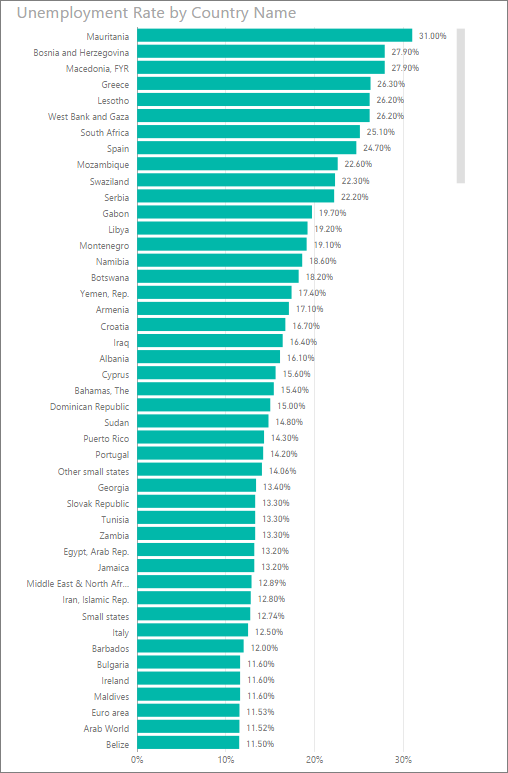 Unemployment Rate by Country Name
Mauritania 31.00%
Bosnia and Herzegovina 27.90%
Macedonia, FYR 27.90%
Greece 26.30%
Lesotho 26.20%
West Bank and Gaza 26.20%
South Africa 25.10%
Spain 24.70%
Mozambique 22.60%
Swaziland 22.30%
Serbia 22.20%
Gabon 19.70%
Libya 19.20%
Montenegro 19.10%
Namibia 18.60%
Botswana 18.20%
Yemen, Rep. 17.40%
Armenia 17.10%
Croatia 16.70%
Iraq 16.40%
Albania 16.10%
Cyprus 15.60%
Bahamas, The 15.40%
Dominican Republic 15.00%
Sudan 14.80%
Puerto Rico 14.30%
Portugal 14.20%
Other small states 14.06%
Georgia 13.40%
Slovak Republic 13.30%
Tunisia 13.30%
Zambia 13.30%
Egypt, Arab Rep. 13.20%
Jamaica 13.20%
Middle East & North Afr... 12.89%
Iran, Islamic Rep. 12.80%
Small states 12.74%
Italy 12.50%
Barbados 12.00%
Bulgaria 11.60%
Ireland 11.60%
Maldives 11.60%
Euro area 11.53%
Arab World 11.52%
Belize 11.50%
0% 10% 20% 30%